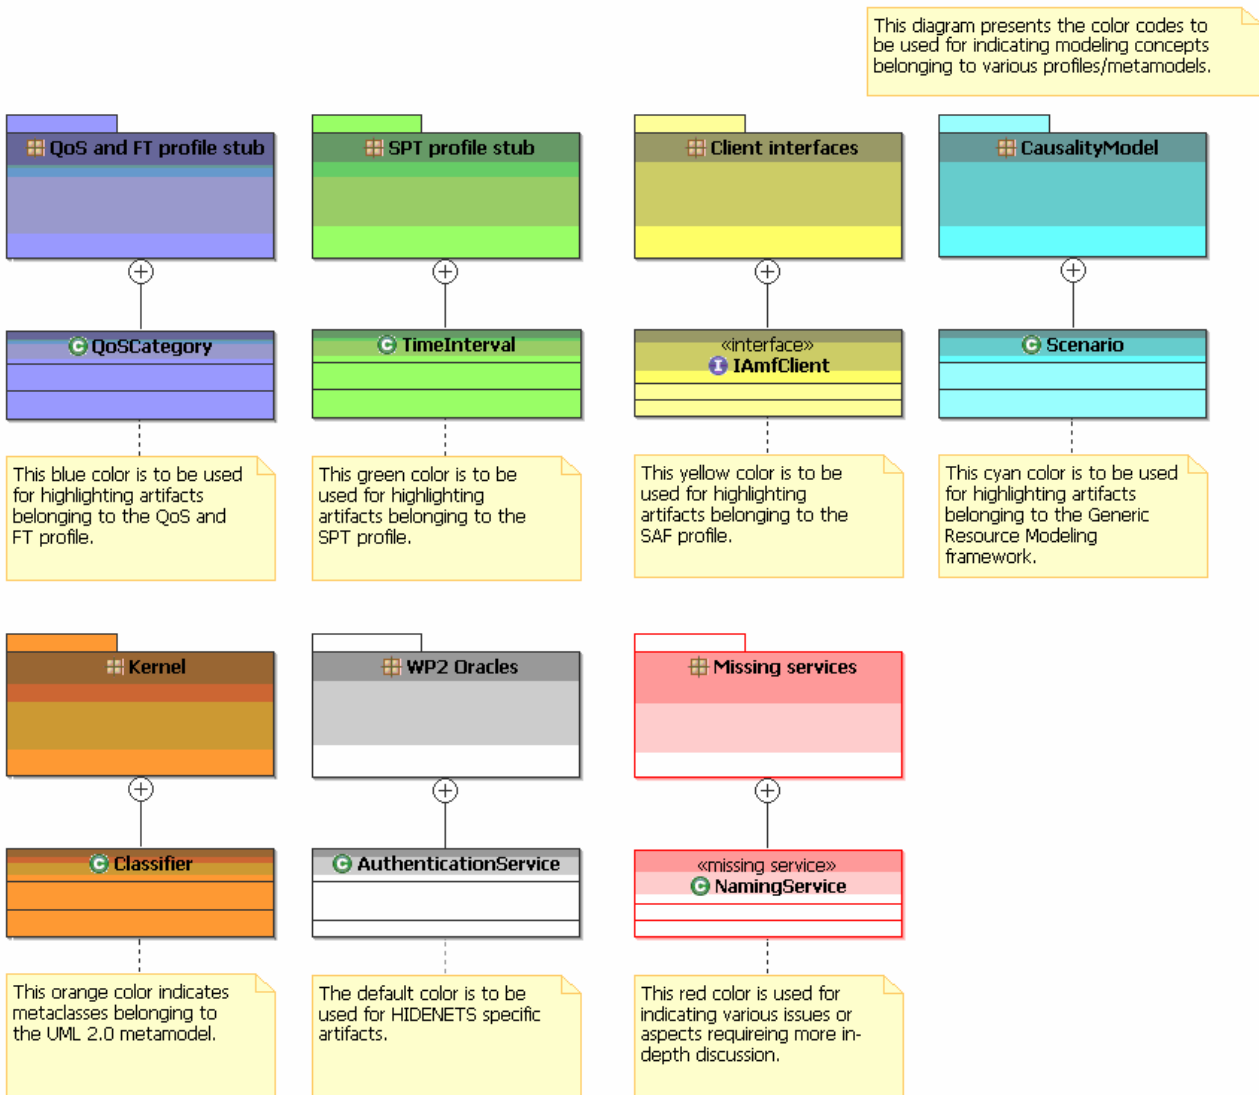 This diagram presents the color codes to
be used for indicating modeling concepts
belonging to various profiles/metamodels.
QoS and FT profile stub
SPT profile stub
Client interfaces
CausalityModel
QoSCategory
TimeInterval
«interface»
IAmfClient
Scenario
This blue color is to be used
for highlighting artifacts
belonging to the QoS and
FT profile.
This green color is to be
used for highlighting
artifacts belonging to the
SPT profile.
This yellow color is to be
used for highlighting
artifacts belonging to the
SAF profile.
This cyan color is to be used
for highlighting artifacts
belonging to the Generic
Resource Modeling
framework.
Kernel
WP2 Oracles
Missing services
Classifier
AuthenticationService
«missing service»
NamingService
This orange color indicates
metaclasses belonging to
the UML 2.0 metamodel.
The default color is to be
used for HIDENETS specific
artifacts.
This red color is used for
indicating various issues or
aspects requireing more in-
depth discussion.